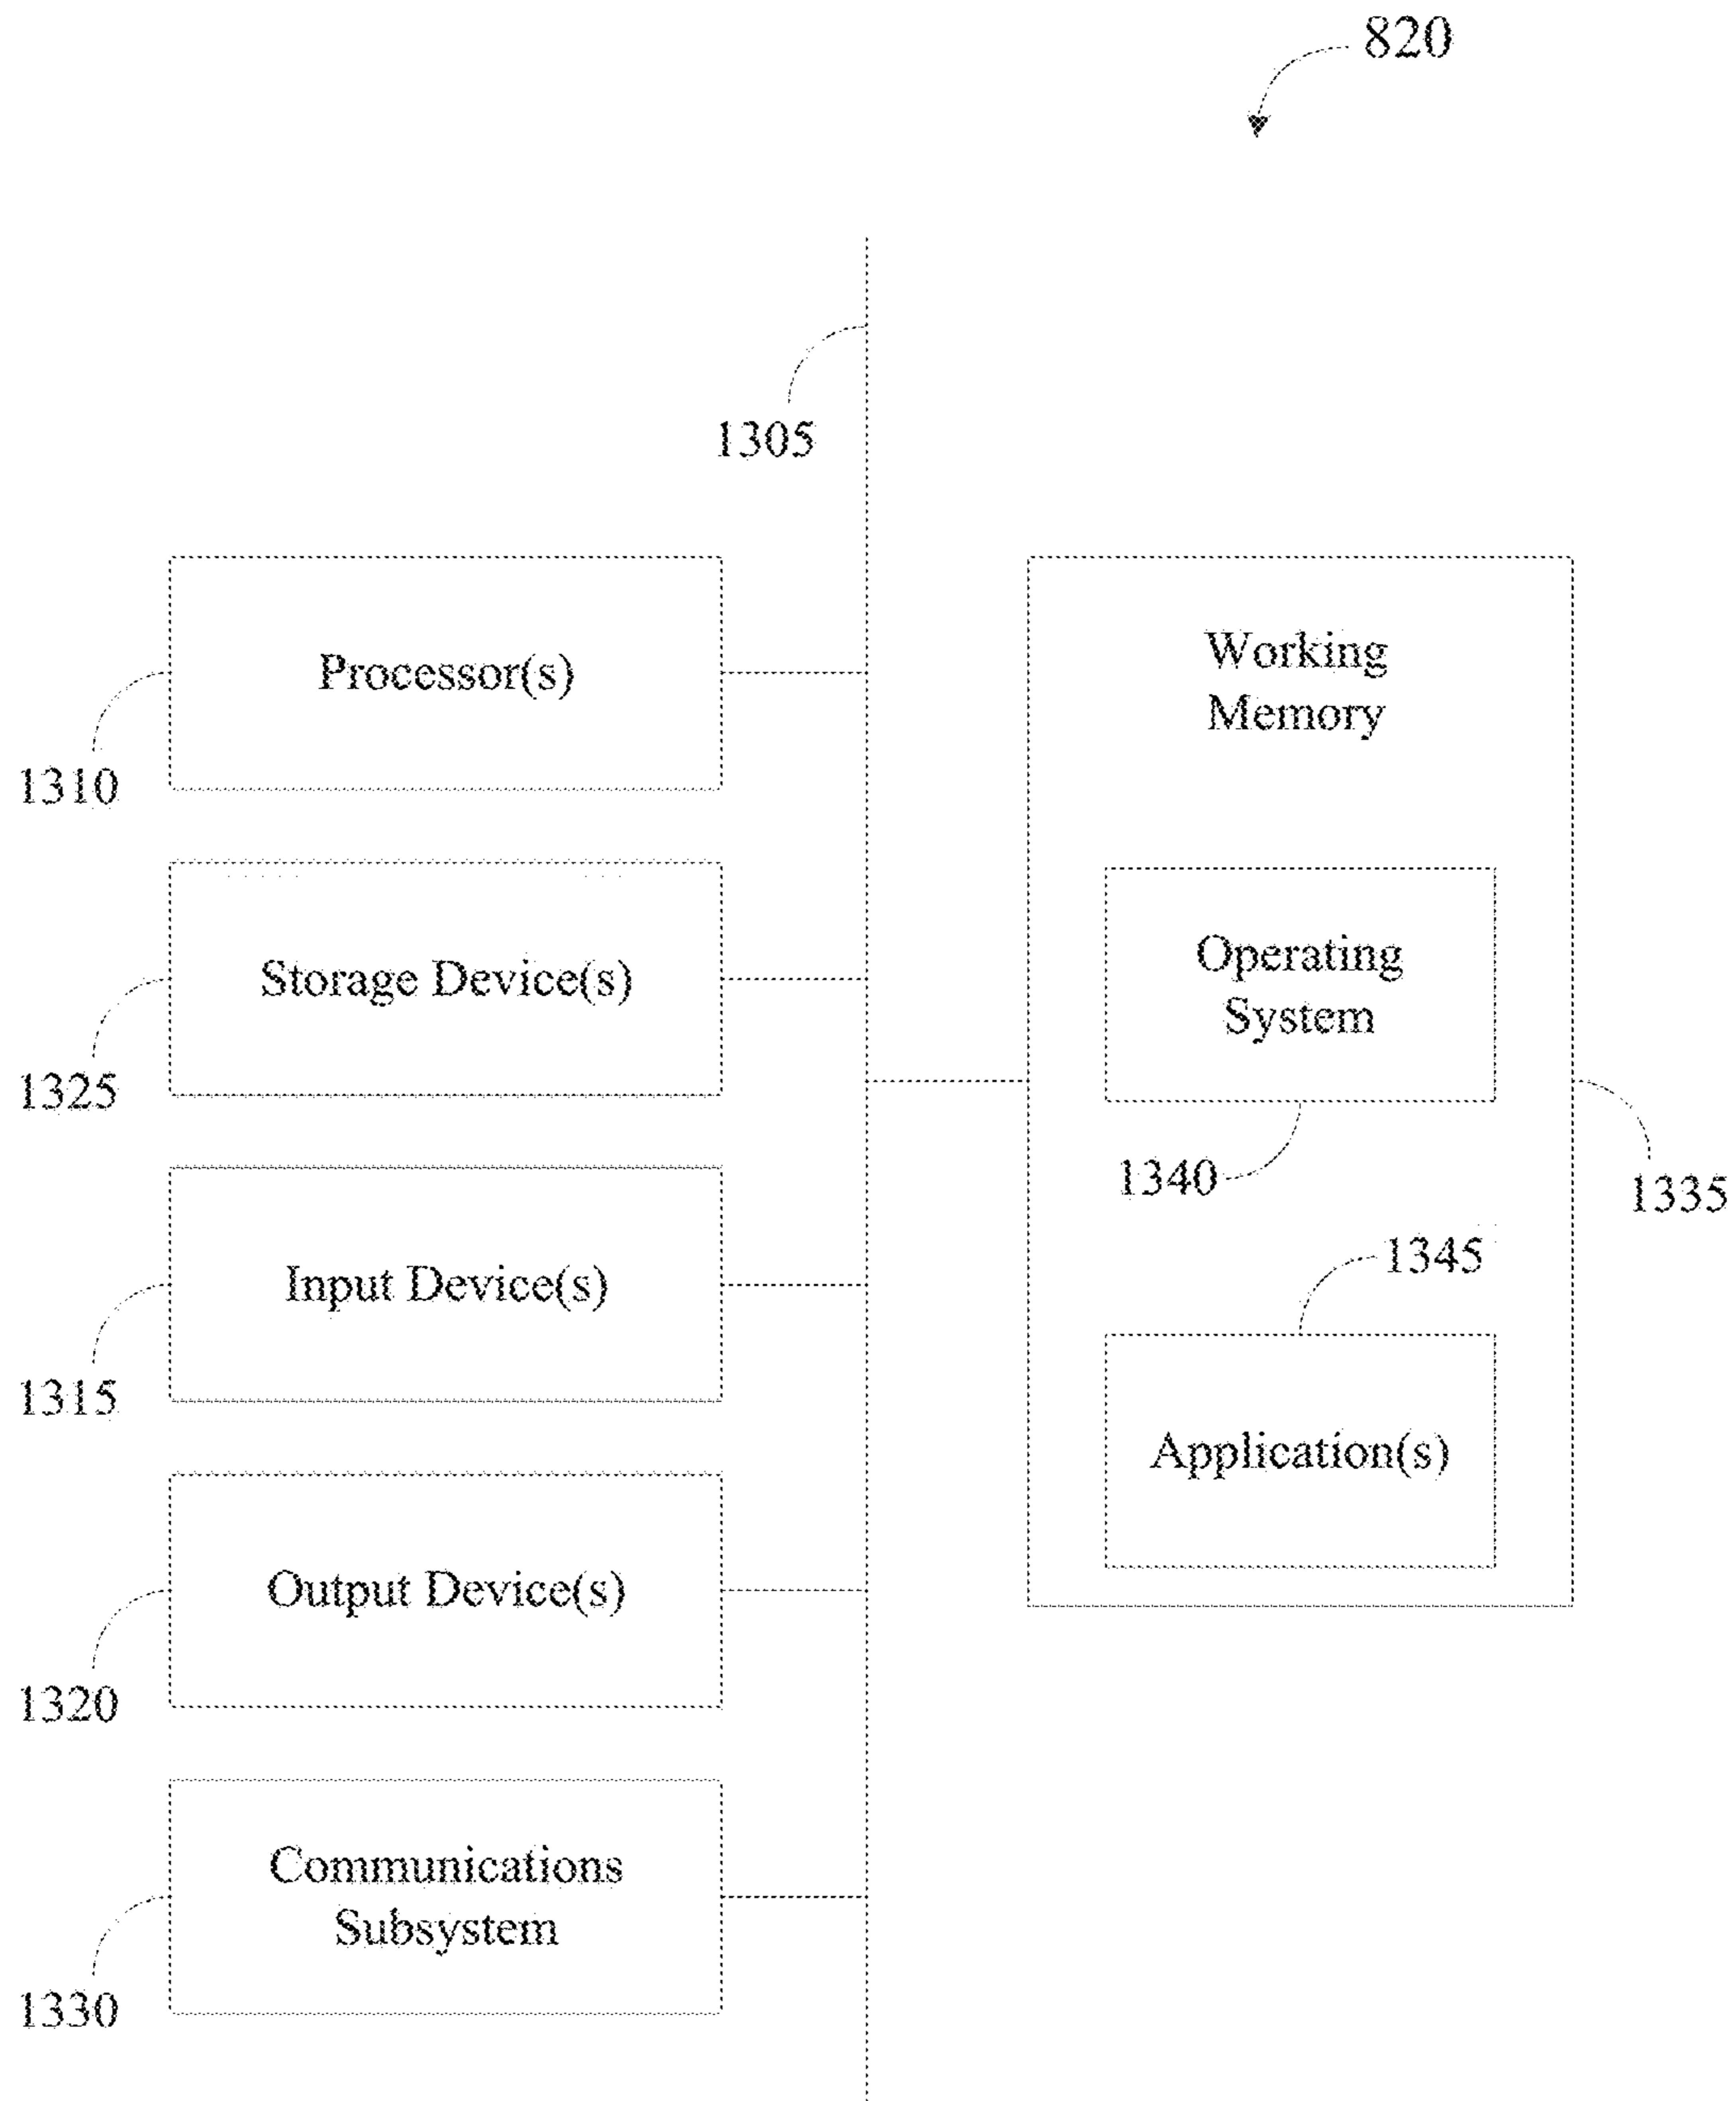 820
1305
Processor(s)
1310
Storage Device(s)
1325
Input Device(s)
1315
Output Device(s)
1320
Communications
Subsystem
1330
Working
Memory
Operating
System
1340
1335
1345
Application(s)